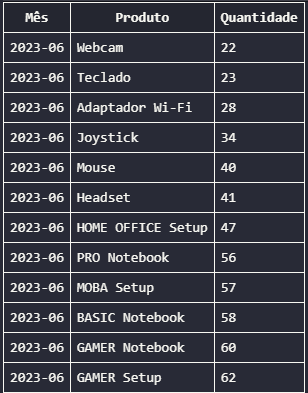 Mês Produto Quantidade
2023-06 Webcam 22
2023-06 Teclado 23
2023-06 Adaptador Wi-Fi 28
2023-06 Joystick 34
2023-06 Mouse 40
2023-06 Headset 41
2023-06 HOME OFFICE Setup 47
2023-06 PRO Notebook 56
2023-06 MOBA Setup 57
2023-06 BASIC Notebook 58
2023-06 GAMER Notebook 60
2023-06 GAMER Setup 62